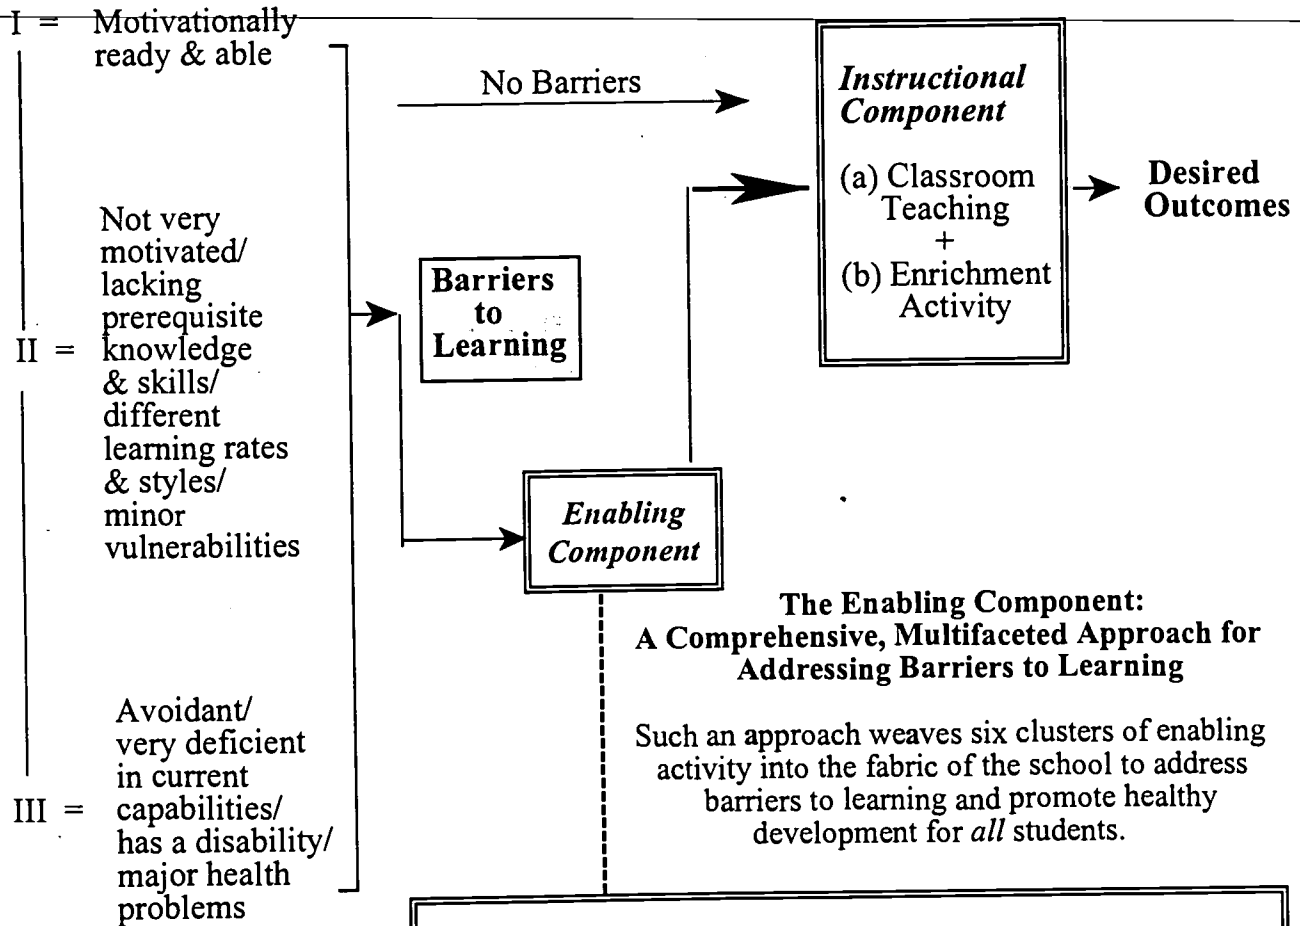 I = Motivationally
ready & able
No Barriers
Instructional
Component
(a) Classroom
Teaching
+
(b) Enrichment
Activity
Desired
Outcomes
Not very
motivated/
lacking
prerequisite
II = knowledge
& skills/
different
learning rates
& styles/
minor
vulnerabilities
Barriers
to
Learning
Enabling
Component
The Enabling Component:
A Comprehensive, Multifaceted Approach for
Addressing Barriers to Learning
Such an approach weaves six clusters of enabling
activity into the fabric of the school to address
barriers to learning and promote healthy
development for all students.
Avoidant/
very deficient
in current
III = capabilities/
has a disability/
major health
problems